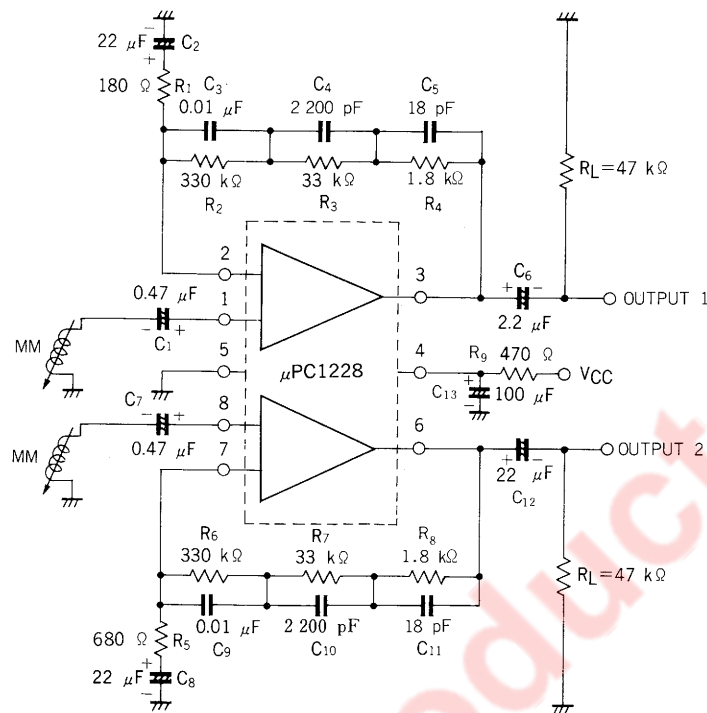 22 μF
C2
180 Ω
R1
C3
0.01 μF
C4
2 200 pF
C5
18 pF
330 kΩ
R2
33 kΩ
R3
1.8 kΩ
R4
RL=47 kΩ
2
3
C6
2.2 μF
OUTPUT 1
0.47 μF
1
C1
MM
5
μPC1228
4
R9
470 Ω
VCC
C13
100 μF
C7
0.47 μF
8
MM
7
6
22 μF
C12
OUTPUT 2
R6
330 kΩ
R7
33 kΩ
R8
1.8 kΩ
0.01 μF
C9
2 200 pF
C10
18 pF
C11
680 Ω
R5
22 μF
C8
RL=47 kΩ
duct